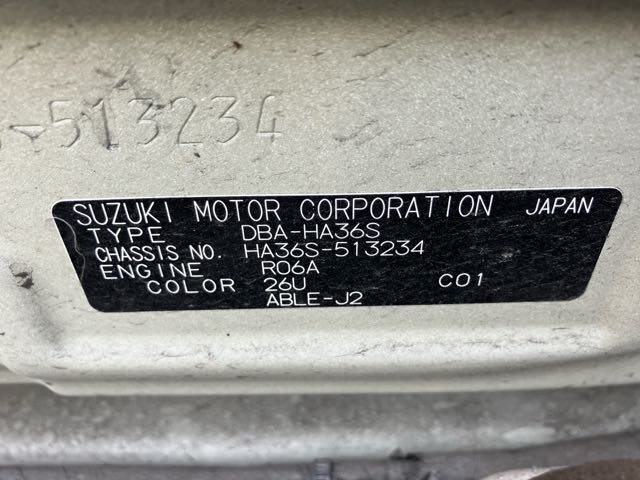 -513234
SUZUKI MOTOR CORPORATION JAPAN
TYPE DBA-HA36S
CHASSIS NO. HA36S-513234
ENGINE R06A
COLOR 26U C01
ABLE-J2